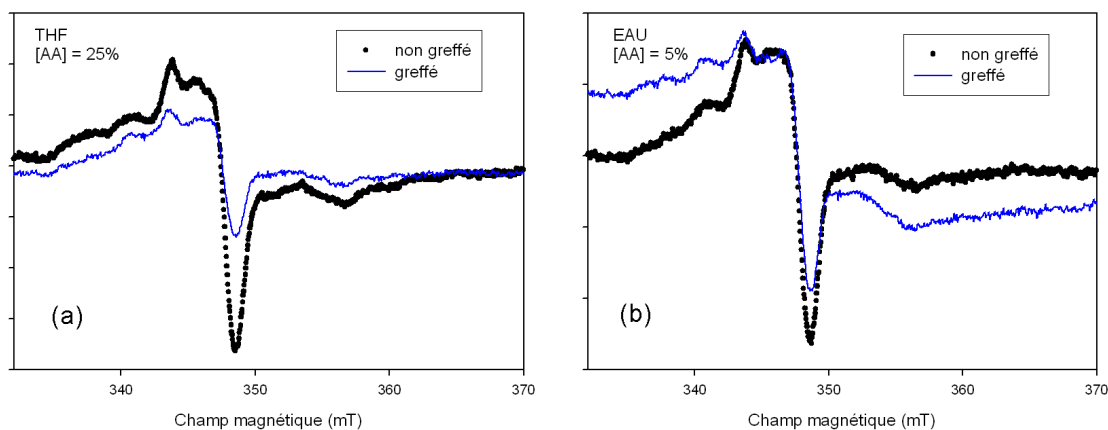 THF
[AA] = 25%
non greffé
greffé
(a)
340
350
360
370
Champ magnétique (mT)
EAU
[AA] = 5%
non greffé
greffé
(b)
340
350
360
370
Champ magnétique (mT)